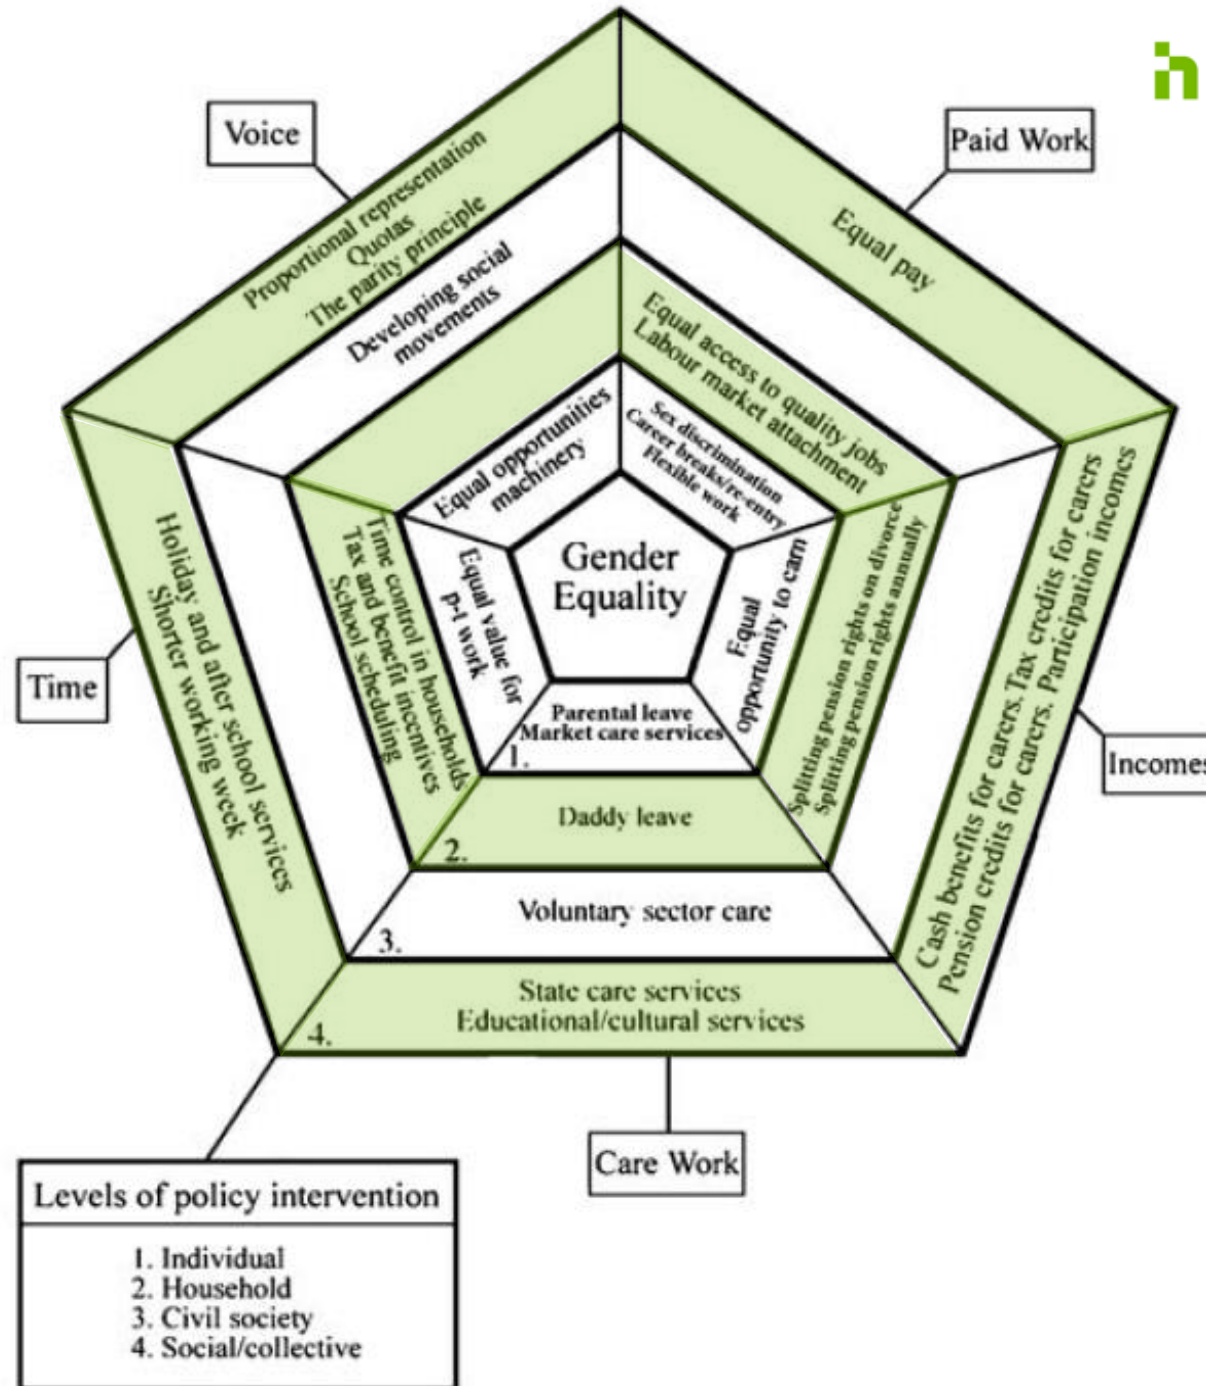 Voice
Paid Work
Proportional representation
Quotas
The parity principle
Developing social
movements
Equal opportunities
machinery
Equal pay
Equal access to quality jobs
Labour market attachment
Sex discrimination
Career breaks/re-entry
Flexible work
Gender
Equality
Time
Holiday and after school services
Shorter working week
Time control in households
Tax and benefit incentives
School scheduling
Equal value for
p-t work
Equal
opportunity to earn
Splitting pension rights on divorce
Splitting pension rights annually
Cash benefits for carers. Tax credits for carers
Pension credits for carers. Participation incomes
Incomes
Parental leave
Market care services
1.
Daddy leave
2.
Voluntary sector care
3.
State care services
Educational/cultural services
4.
Care Work
Levels of policy intervention
1. Individual
2. Household
3. Civil society
4. Social/collective